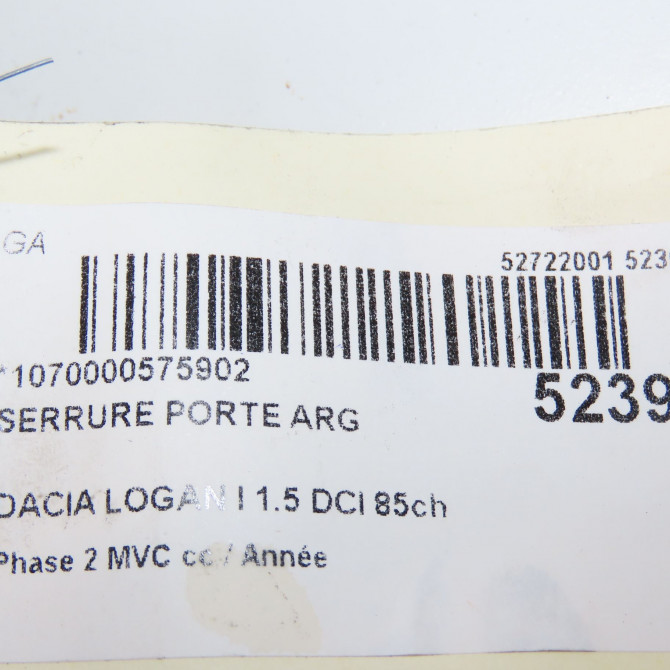 GA
52722001 523
*1070000575902
5239
SERRURE PORTE ARG
DACIA LOGAN I 1.5 DCI 85ch
Phase 2 MVC cc / Année